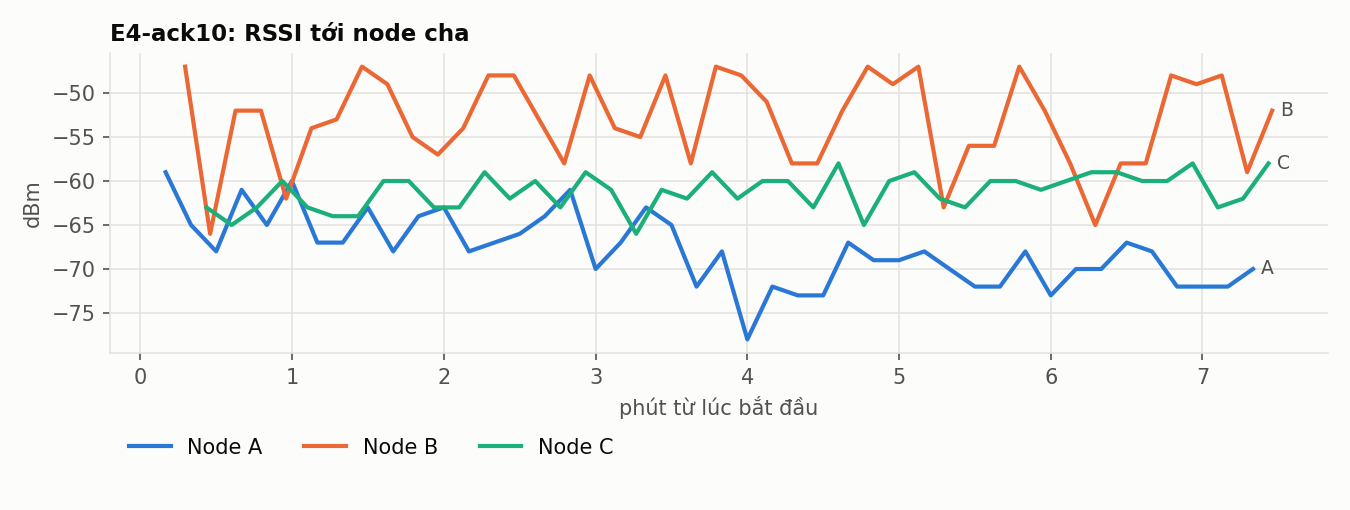 E4-ack10: RSSI tới node cha
dBm
−50
−55
−60
−65
−70
−75
B
C
A
0 1 2 3 4 5 6 7
phút từ lúc bắt đầu
Node A Node B Node C